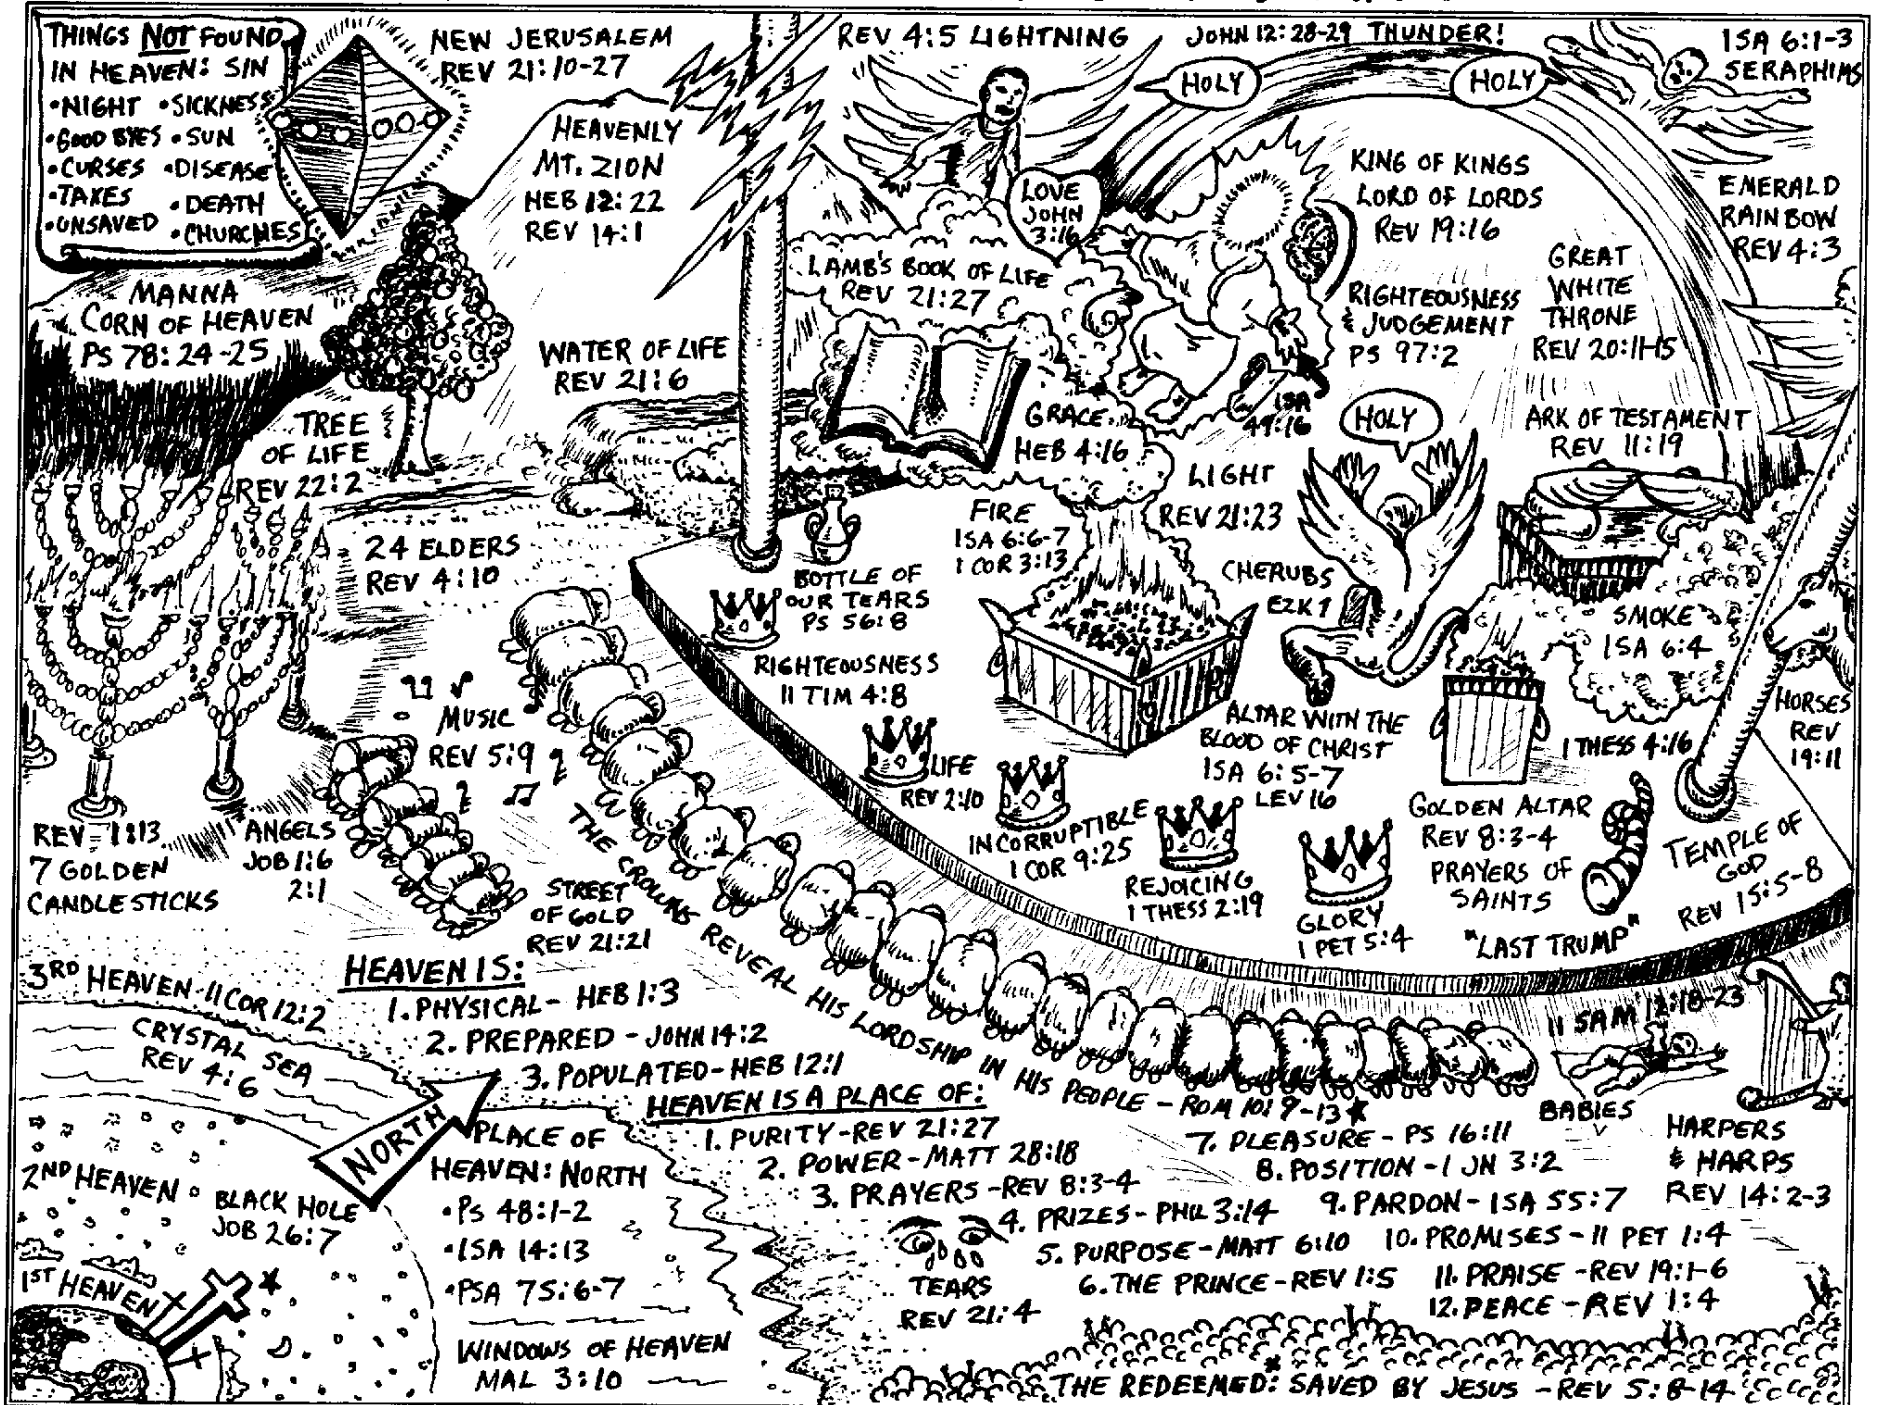 THINGS NOT FOUND
IN HEAVEN: SIN
•NIGHT •SICKNESS
•GOOD BYES •SUN
•CURSES •DISEASE
•TAXES •DEATH
•UNSAVED •CHURCHES
NEW JERUSALEM
REV 21:10-27
HEAVENLY
MT. ZION
HEB 12:22
REV 14:1
REV 4:5 LIGHTNING
JOHN 12:28-29 THUNDER!
HOLY
HOLY
ISA 6:1-3
SERAPHIMS
LOVE
JOHN
3:16
KING OF KINGS
LORD OF LORDS
REV 19:16
EMERALD
RAINBOW
REV 4:3
GREAT
WHITE
THRONE
REV 20:11-15
RIGHTEOUSNESS
& JUDGEMENT
PS 97:2
LAMB'S BOOK OF LIFE
REV 21:27
MANNA
CORN OF HEAVEN
PS 78:24-25
WATER OF LIFE
REV 21:6
TREE
OF LIFE
REV 22:2
GRACE
HEB 4:16
ISA
49:16
HOLY
ARK OF TESTAMENT
REV 11:19
LIGHT
REV 21:23
FIRE
ISA 6:6-7
1 COR 3:13
24 ELDERS
REV 4:10
BOTTLE OF
OUR TEARS
PS 56:8
CHERUBS
EZK 1
SMOKE
ISA 6:4
RIGHTEOUSNESS
II TIM 4:8
MUSIC
REV 5:9
HORSES
REV
19:11
ALTAR WITH THE
BLOOD OF CHRIST
ISA 6:5-7
LEV 16
1 THESS 4:16
LIFE
REV 2:10
INCORRUPTIBLE
1 COR 9:25
REJOICING
1 THESS 2:19
GLORY
1 PET 5:4
GOLDEN ALTAR
REV 8:3-4
PRAYERS OF
SAINTS
"LAST TRUMP"
TEMPLE OF
GOD
REV 15:5-8
REV 1:13
7 GOLDEN
CANDLESTICKS
ANGELS
JOB 1:6
2:1
STREET
OF GOLD
REV 21:21
THE CROWNS REVEAL HIS LORDSHIP IN HIS PEOPLE - ROM 10:9-13
3RD HEAVEN - II COR 12:2
CRYSTAL SEA
REV 4:6
HEAVEN IS:
1. PHYSICAL - HEB 1:3
2. PREPARED - JOHN 14:2
3. POPULATED - HEB 12:1
II SAM 12:18-23
BABIES
HARPERS
& HARPS
REV 14:2-3
NORTH
PLACE OF
HEAVEN: NORTH
•PS 48:1-2
•ISA 14:13
•PSA 75:6-7
HEAVEN IS A PLACE OF:
1. PURITY - REV 21:27
2. POWER - MATT 28:18
3. PRAYERS - REV 8:3-4
4. PRIZES - PHIL 3:14
5. PURPOSE - MATT 6:10
6. THE PRINCE - REV 1:5
7. PLEASURE - PS 16:11
8. POSITION - 1 JN 3:2
9. PARDON - ISA 55:7
10. PROMISES - II PET 1:4
11. PRAISE - REV 19:1-6
12. PEACE - REV 1:4
2ND HEAVEN
BLACK HOLE
JOB 26:7
1ST HEAVEN
TEARS
REV 21:4
WINDOWS OF HEAVEN
MAL 3:10
THE REDEEMED: SAVED BY JESUS - REV 5:8-14